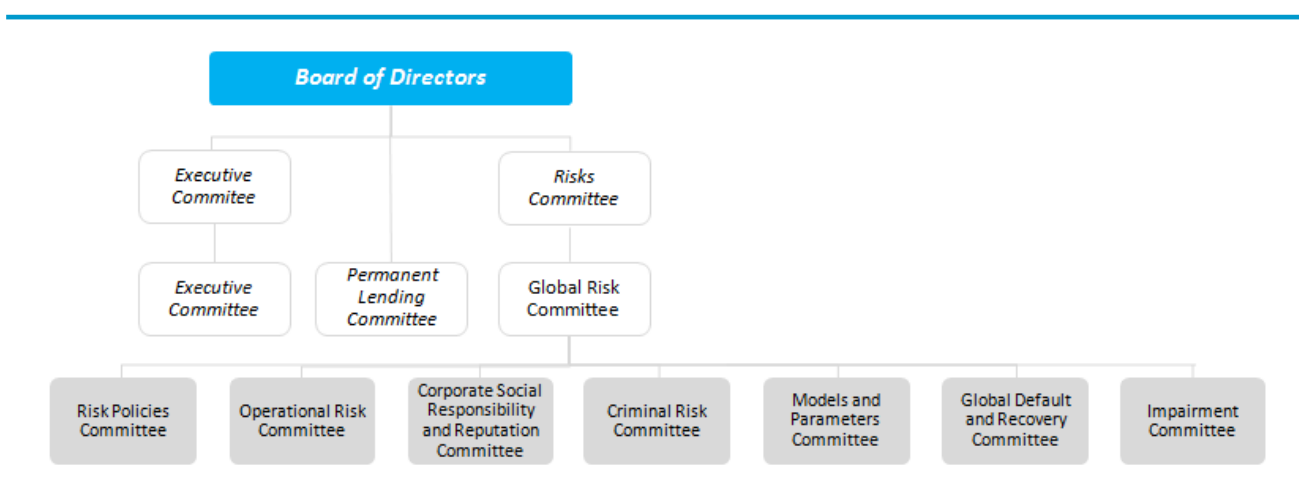 Board of Directors
Executive
Commitee
Risks
Committee
Executive
Committee
Permanent
Lending
Committee
Global Risk
Committee
Risk Policies
Committee
Operational Risk
Committee
Corporate Social
Responsibility
and Reputation
Committee
Criminal Risk
Committee
Models and
Parameters
Committee
Global Default
and Recovery
Committee
Impairment
Committee